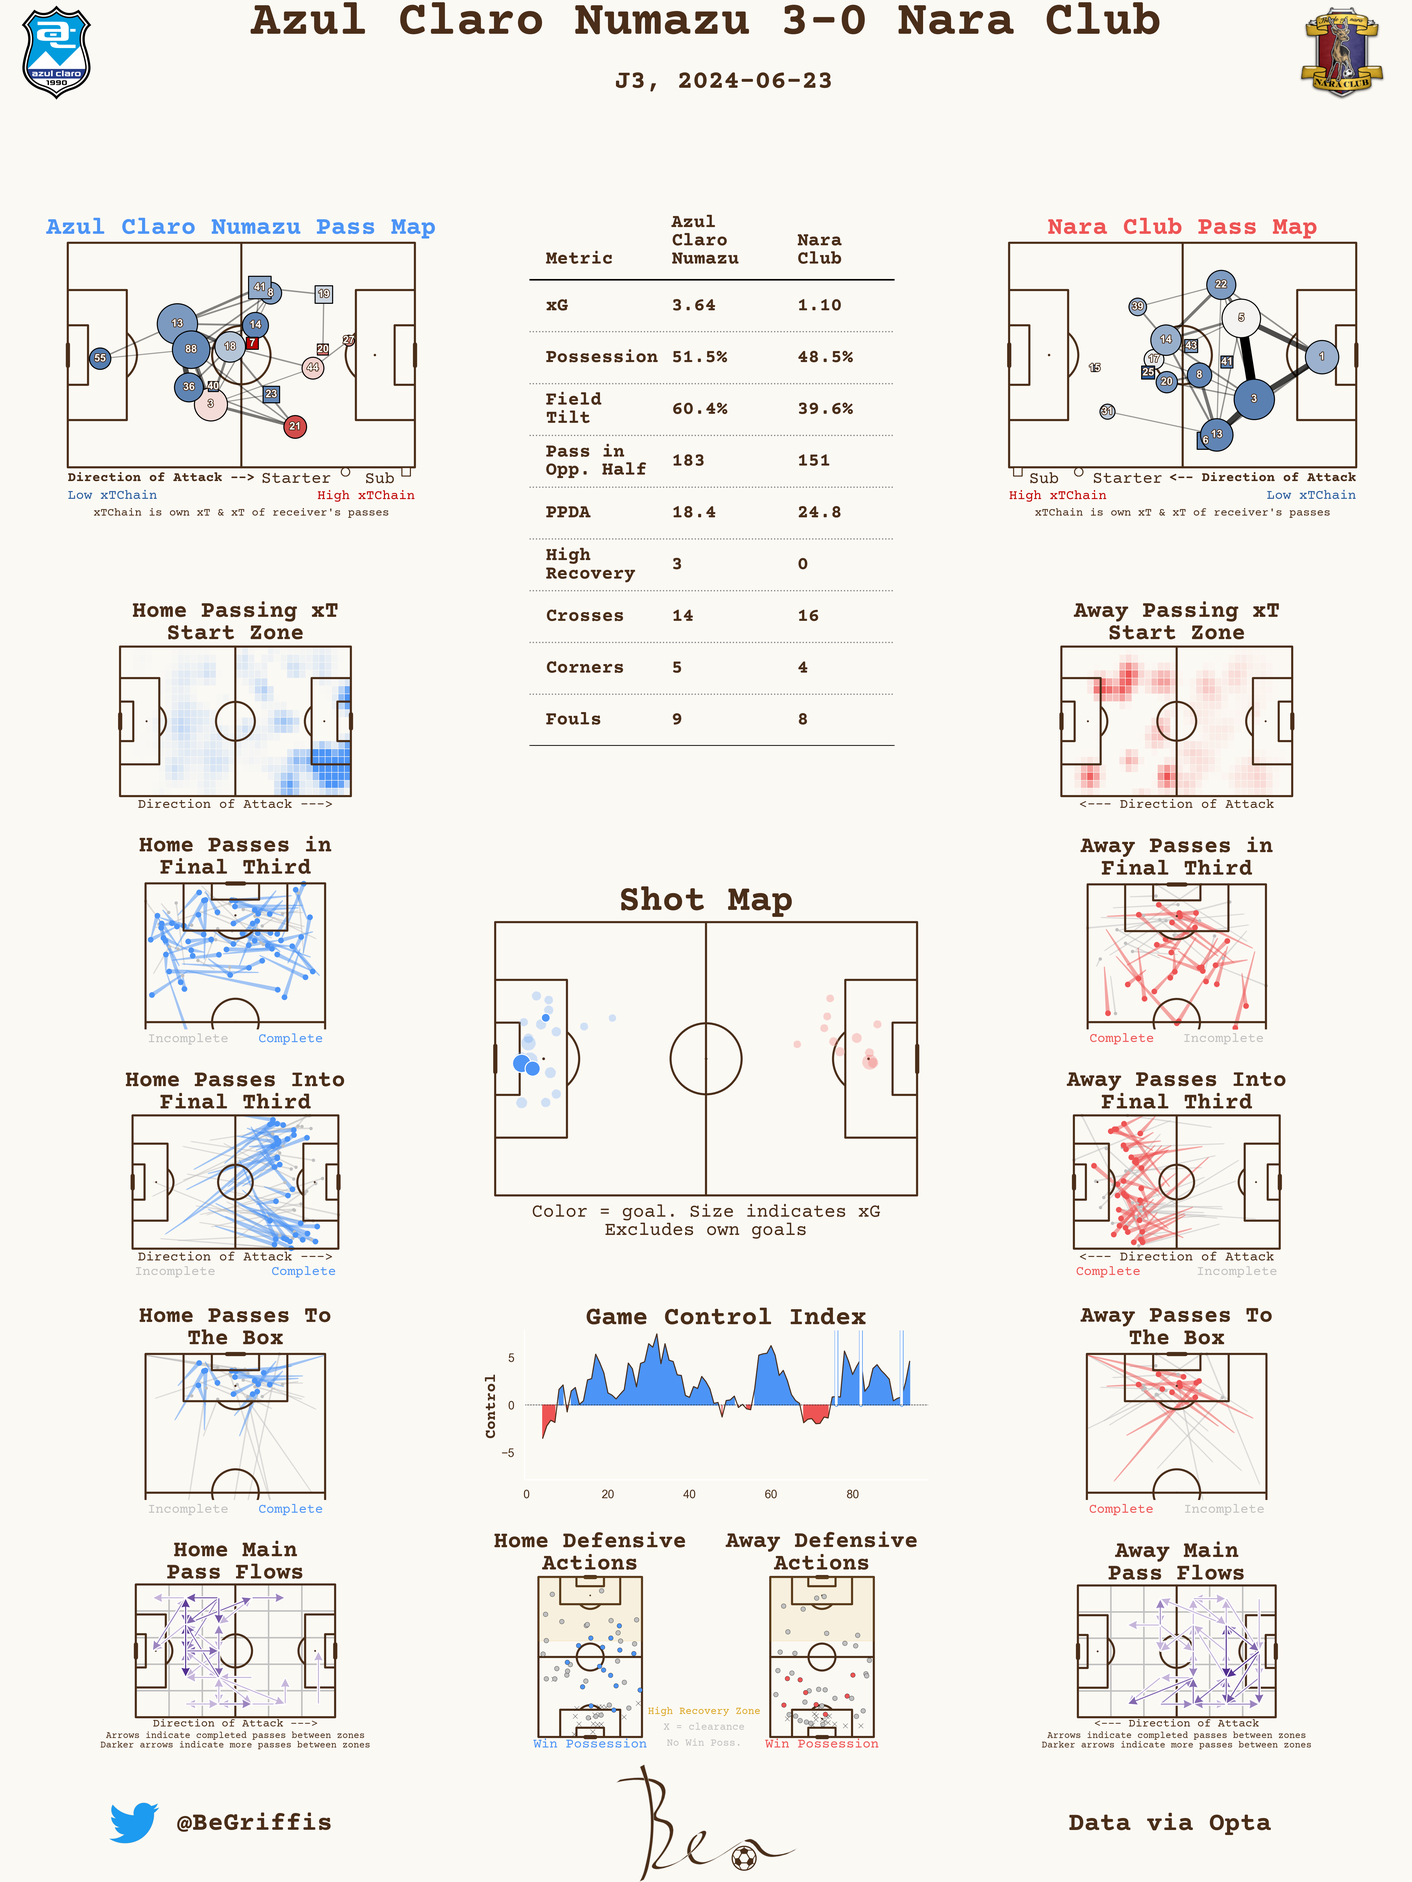 Azul Claro Numazu 3-0 Nara Club
J3, 2024-06-23
azul claro
1990
NARA CLUB
Azul Claro Numazu Pass Map
41
8
19
13
14
88
18
7
20
27
55
44
36
40
23
3
21
Direction of Attack --> Starter Sub
Low xTChain High xTChain
xTChain is own xT & xT of receiver's passes
Metric Azul Claro Numazu Nara Club
xG 3.64 1.10
Possession 51.5% 48.5%
Field Tilt 60.4% 39.6%
Pass in Opp. Half 183 151
PPDA 18.4 24.8
High Recovery 3 0
Crosses 14 16
Corners 5 4
Fouls 9 8
Nara Club Pass Map
22
39
5
14
43
17
41
1
15
25
20
8
3
31
6
13
Sub Starter <-- Direction of Attack
High xTChain Low xTChain
xTChain is own xT & xT of receiver's passes
Home Passing xT
Start Zone
Direction of Attack --->
Away Passing xT
Start Zone
<--- Direction of Attack
Home Passes in
Final Third
Incomplete Complete
Away Passes in
Final Third
Complete Incomplete
Shot Map
Color = goal. Size indicates xG
Excludes own goals
Home Passes Into
Final Third
Direction of Attack --->
Incomplete Complete
Away Passes Into
Final Third
<--- Direction of Attack
Complete Incomplete
Home Passes To
The Box
Incomplete Complete
Game Control Index
Control
5
0
−5
0 20 40 60 80
Away Passes To
The Box
Complete Incomplete
Home Main
Pass Flows
Direction of Attack --->
Arrows indicate completed passes between zones
Darker arrows indicate more passes between zones
Home Defensive
Actions
Win Possession
High Recovery Zone
X = clearance
No Win Poss.
Away Defensive
Actions
Win Possession
Away Main
Pass Flows
<--- Direction of Attack
Arrows indicate completed passes between zones
Darker arrows indicate more passes between zones
@BeGriffis
Ben
Data via Opta